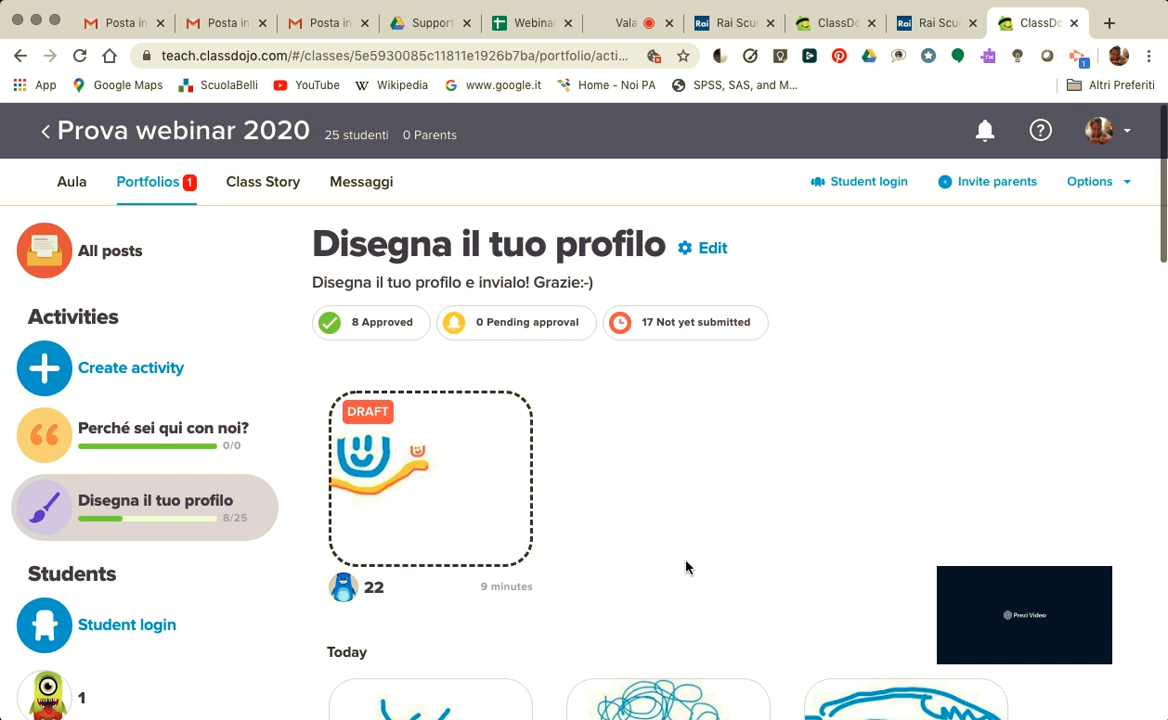 Posta in
Posta in
Posta in
Support
Webinar
Vala
Rai Scu
ClassDo
Rai Scu
ClassDo
teach.classdojo.com/#/classes/5e5930085c11811e1926b7ba/portfolio/acti...
App
Google Maps
ScuolaBelli
YouTube
Wikipedia
www.google.it
Home - Noi PA
SPSS, SAS, and M...
Altri Preferiti
Prova webinar 2020 25 studenti 0 Parents
Aula
Portfolios 1
Class Story
Messaggi
Student login
Invite parents
Options
All posts
Activities
Create activity
Perché sei qui con noi?
0/0
Disegna il tuo profilo
8/25
Students
Student login
1
Disegna il tuo profilo Edit
Disegna il tuo profilo e invialo! Grazie:-)
8 Approved
0 Pending approval
17 Not yet submitted
DRAFT
22
9 minutes
Today
Prezi Video